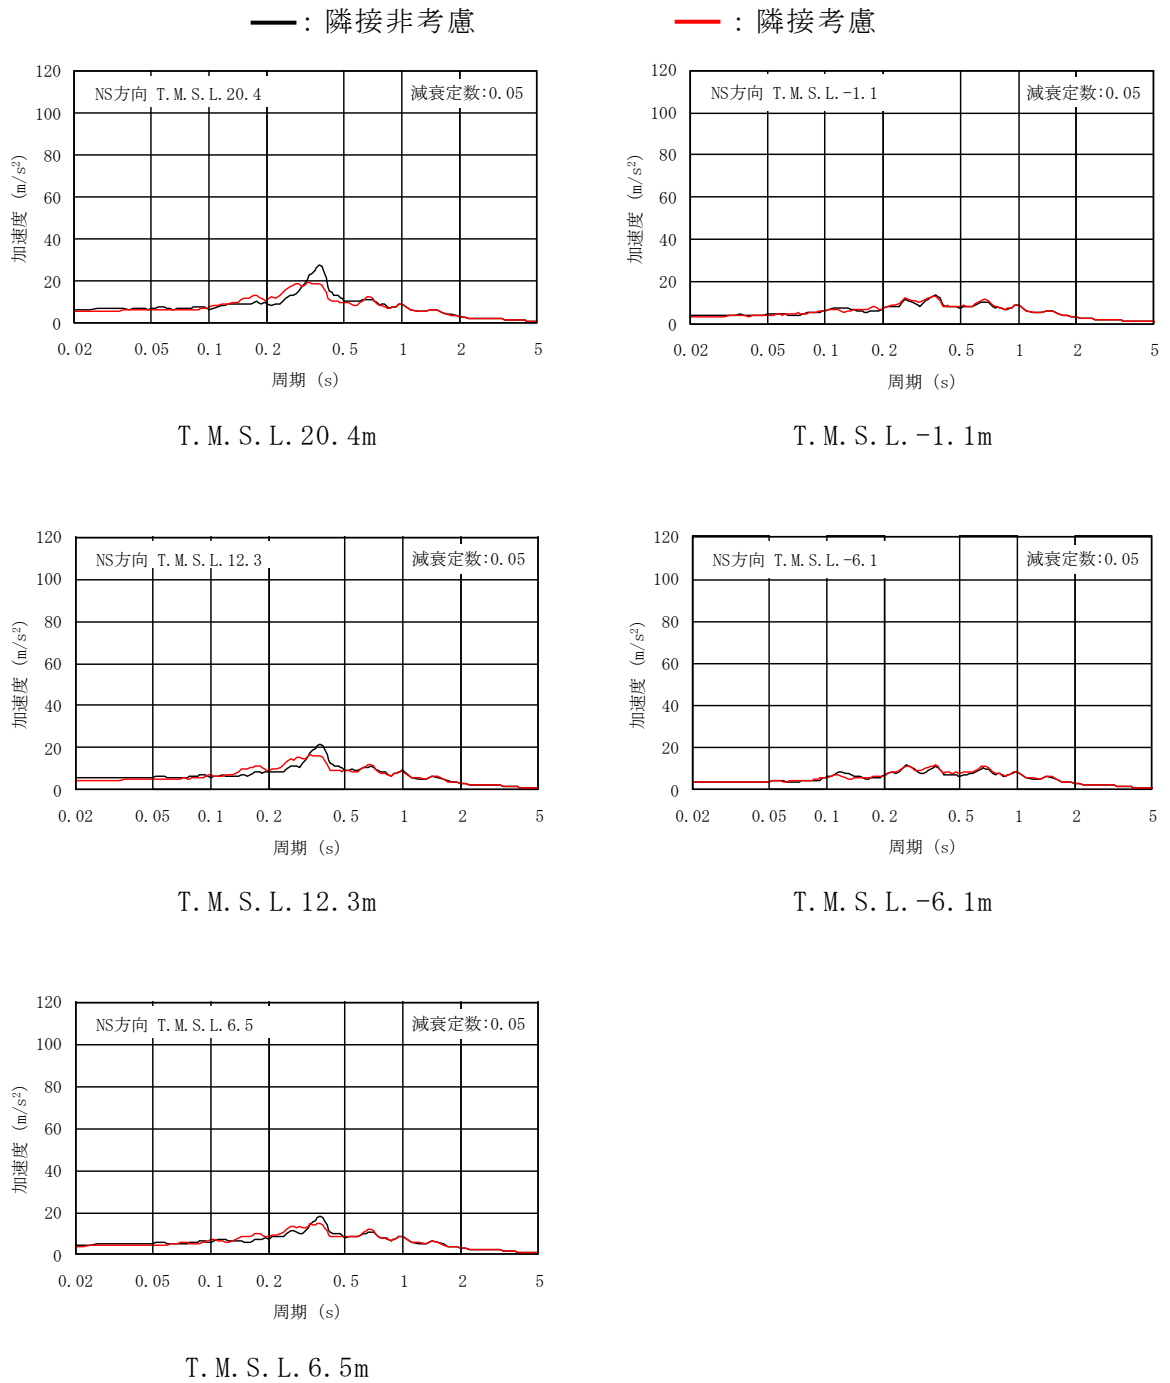 ：隣接非考慮
：隣接考慮
NS方向 T.M.S.L.20.4
減衰定数:0.05
120
100
80
60
40
20
0
加速度 (m/s²)
0.02 0.05 0.1 0.2 0.5 1 2 5
周期 (s)
T.M.S.L.20.4m
NS方向 T.M.S.L.-1.1
減衰定数:0.05
120
100
80
60
40
20
0
加速度 (m/s²)
0.02 0.05 0.1 0.2 0.5 1 2 5
周期 (s)
T.M.S.L.-1.1m
NS方向 T.M.S.L.12.3
減衰定数:0.05
120
100
80
60
40
20
0
加速度 (m/s²)
0.02 0.05 0.1 0.2 0.5 1 2 5
周期 (s)
T.M.S.L.12.3m
NS方向 T.M.S.L.-6.1
減衰定数:0.05
120
100
80
60
40
20
0
加速度 (m/s²)
0.02 0.05 0.1 0.2 0.5 1 2 5
周期 (s)
T.M.S.L.-6.1m
NS方向 T.M.S.L.6.5
減衰定数:0.05
120
100
80
60
40
20
0
加速度 (m/s²)
0.02 0.05 0.1 0.2 0.5 1 2 5
周期 (s)
T.M.S.L.6.5m